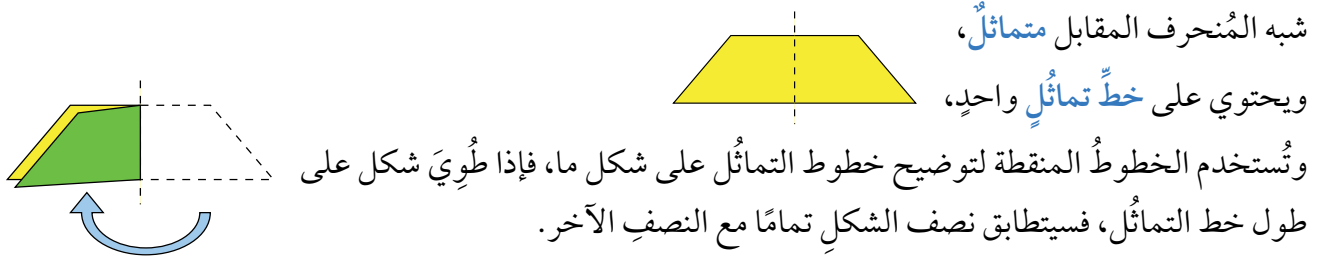 شبه المُنحرف المقابل متماثلٌ،
ويحتوي على خطِّ تماثُلٍ واحدٍ،
وتُستخدم الخطوطُ المنقطة لتوضيح خطوط التماثُل على شكل ما، فإذا طُوِيَ شكل على
طول خط التماثُل، فسيتطابق نصف الشكلِ تمامًا مع النصفِ الآخر.